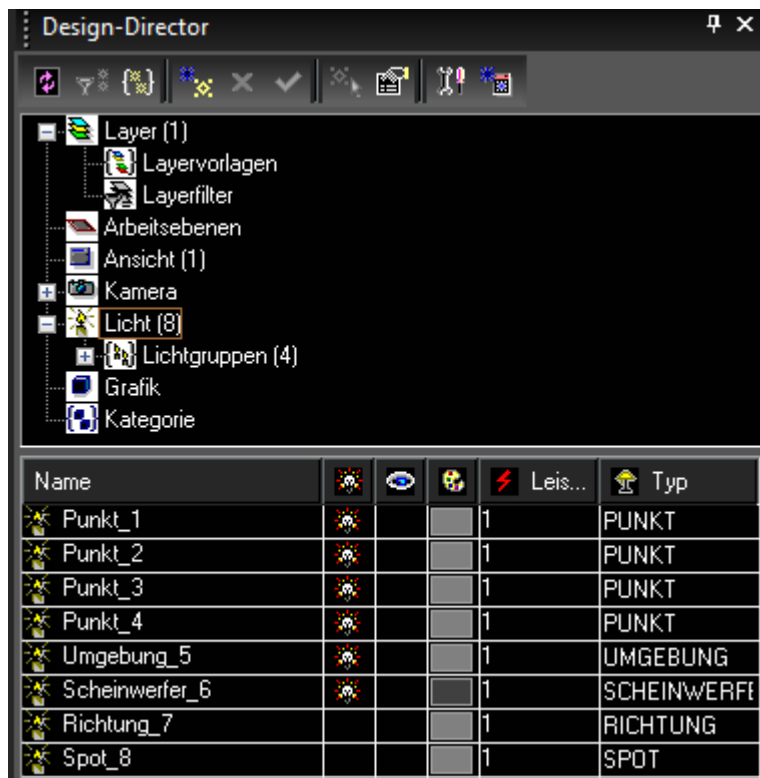 Design-Director
Layer (1)
Layervorlagen
Layerfilter
Arbeitsebenen
Ansicht (1)
Kamera
Licht (8)
Lichtgruppen (4)
Grafik
Kategorie
Name Leis... Typ
Punkt_1 1 PUNKT
Punkt_2 1 PUNKT
Punkt_3 1 PUNKT
Punkt_4 1 PUNKT
Umgebung_5 1 UMGEBUNG
Scheinwerfer_6 1 SCHEINWERFE
Richtung_7 1 RICHTUNG
Spot_8 1 SPOT